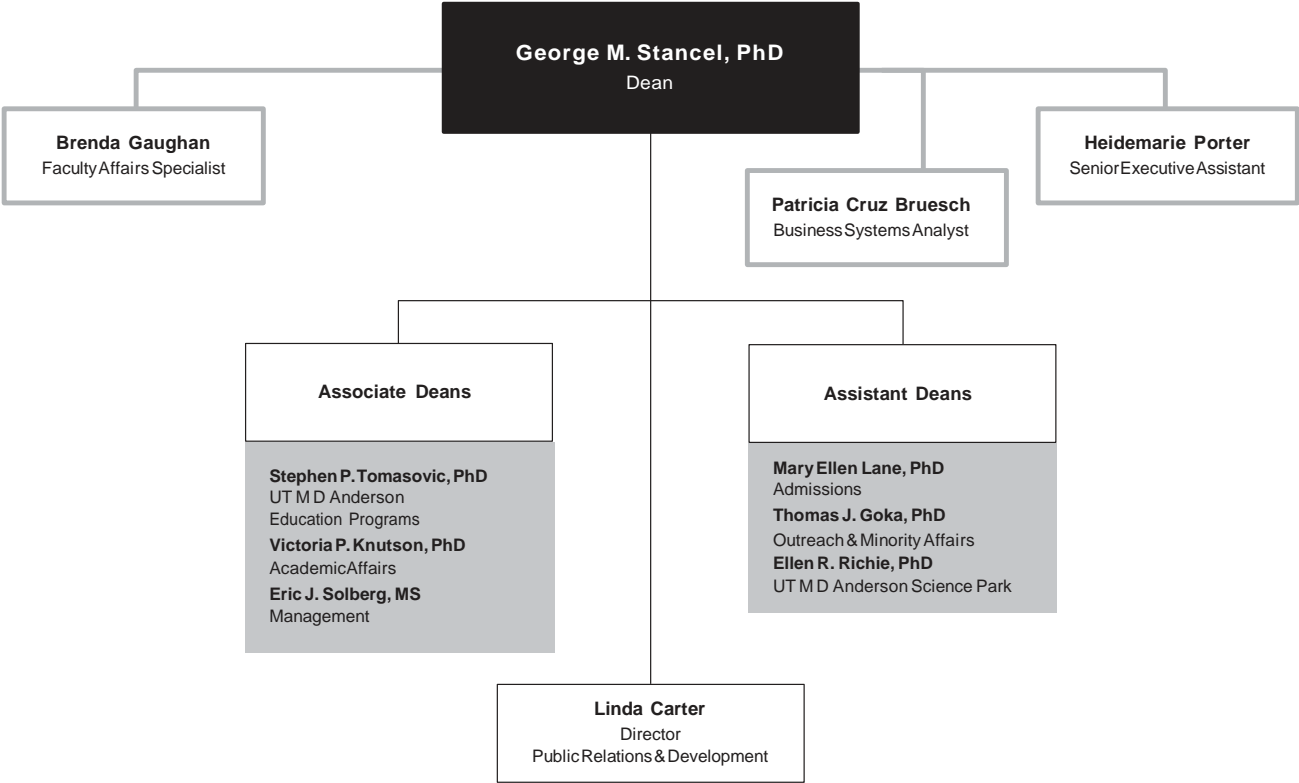 George M. Stancel, PhD
Dean
Brenda Gaughan
Faculty Affairs Specialist
Patricia Cruz Bruesch
Business Systems Analyst
Heidemarie Porter
Senior Executive Assistant
Associate Deans
Stephen P. Tomasovic, PhD
UT M D Anderson
Education Programs
Victoria P. Knutson, PhD
Academic Affairs
Eric J. Solberg, MS
Management
Assistant Deans
Mary Ellen Lane, PhD
Admissions
Thomas J. Goka, PhD
Outreach & Minority Affairs
Ellen R. Richie, PhD
UT M D Anderson Science Park
Linda Carter
Director
Public Relations & Development